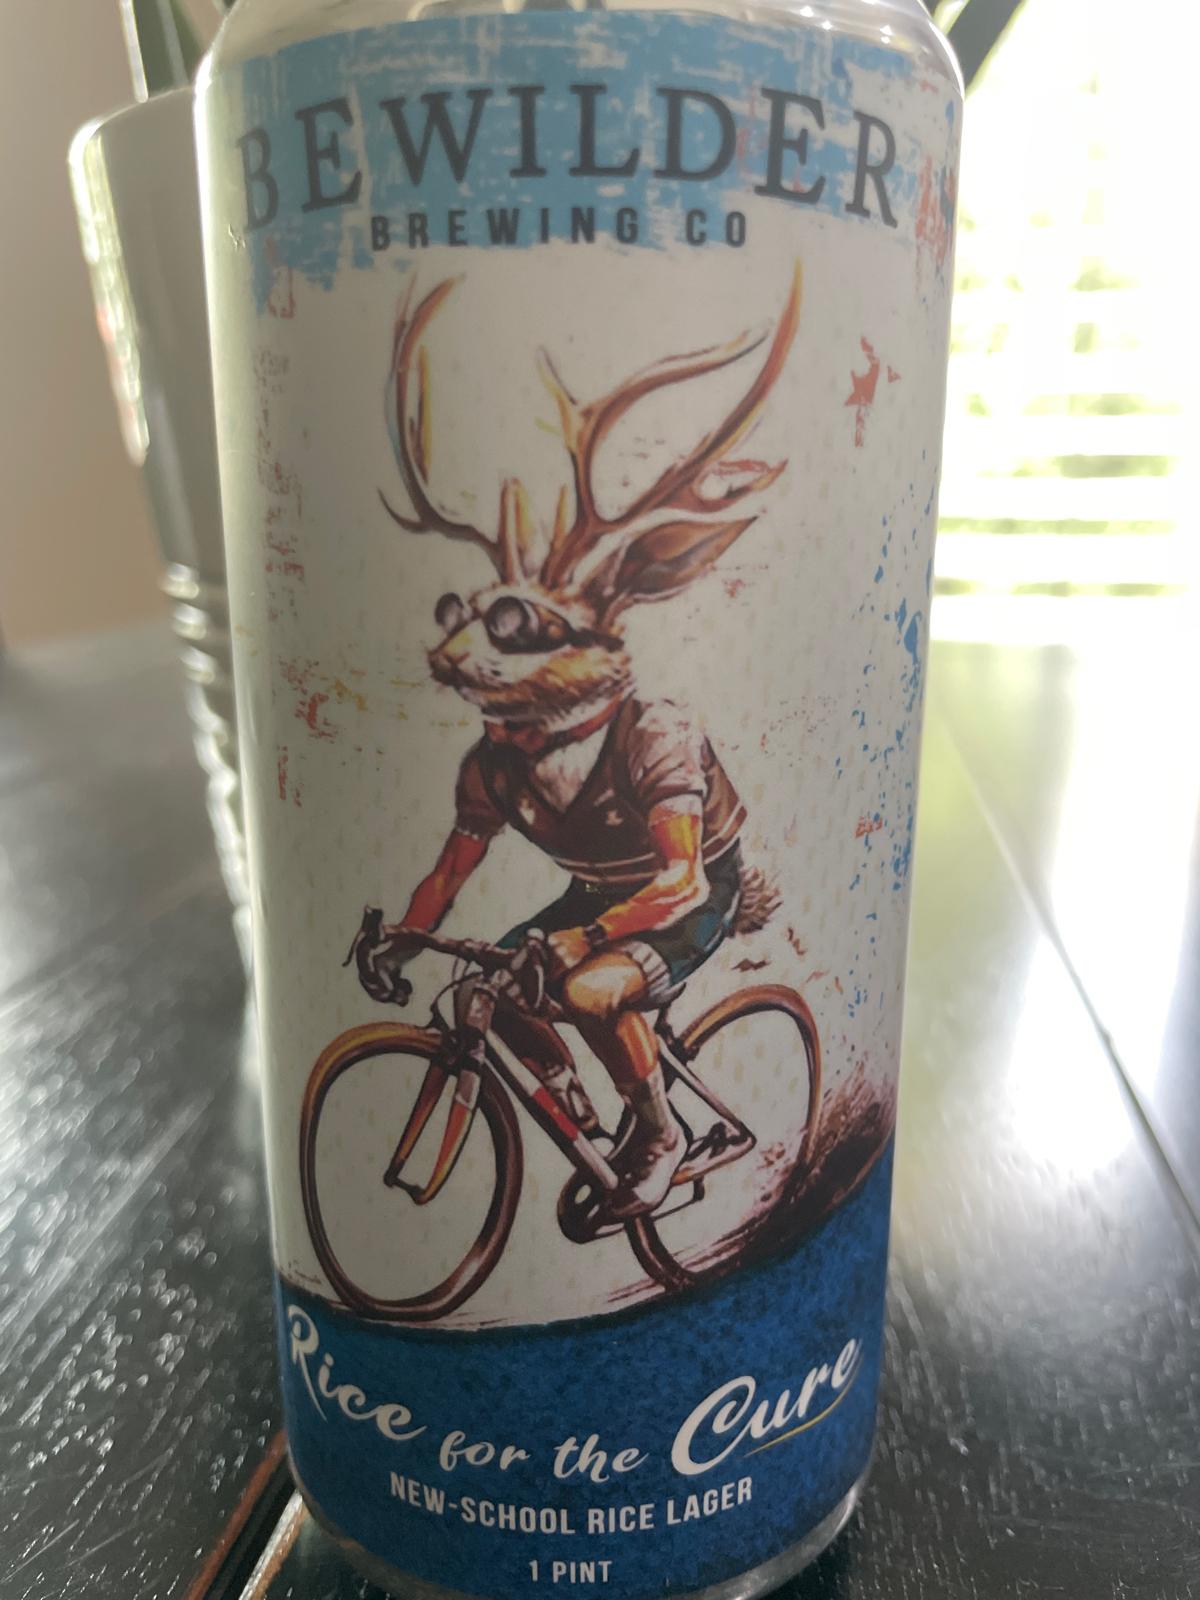 BEWILDER
BREWING CO
Rice for the Cure
NEW-SCHOOL RICE LAGER
1 PINT